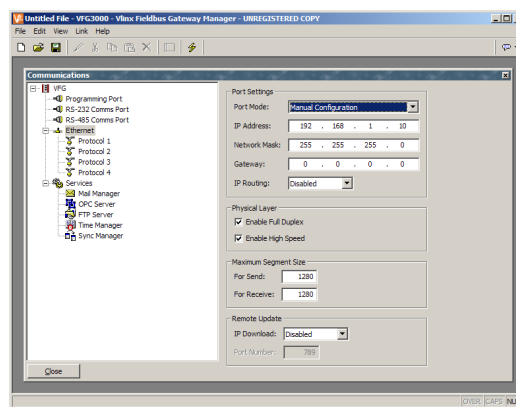 Untitled File - VFG3000 - Vlinx Fieldbus Gateway Manager - UNREGISTERED COPY
File Edit View Link Help
Communications
VFG
Programming Port
RS-232 Comms Port
RS-485 Comms Port
Ethernet
Protocol 1
Protocol 2
Protocol 3
Protocol 4
Services
Mail Manager
OPC Server
FTP Server
Time Manager
Sync Manager
Port Settings
Port Mode: Manual Configuration
IP Address: 192 . 168 . 1 . 10
Network Mask: 255 . 255 . 255 . 0
Gateway: 0 . 0 . 0 . 0
IP Routing: Disabled
Physical Layer
Enable Full Duplex
Enable High Speed
Maximum Segment Size
For Send: 1280
For Receive: 1280
Remote Update
IP Download: Disabled
Port Number: 789
Close
OVER CAPS NU